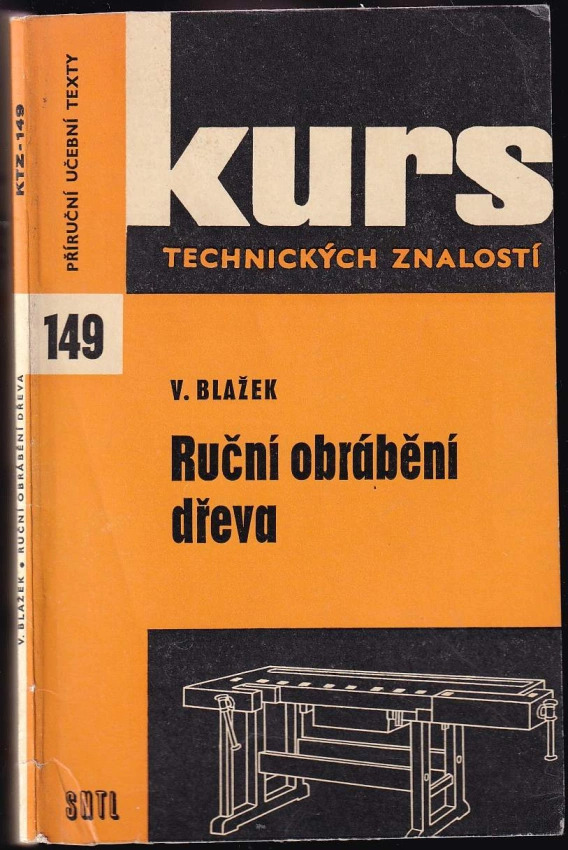 KTZ-149
V. BLAŽEK • RUČNÍ OBRÁBĚNÍ DŘEVA
PŘÍRUČNÍ UČEBNÍ TEXTY
kurs
TECHNICKÝCH ZNALOSTÍ
149
V. BLAŽEK
Ruční obrábění
dřeva
SNTL